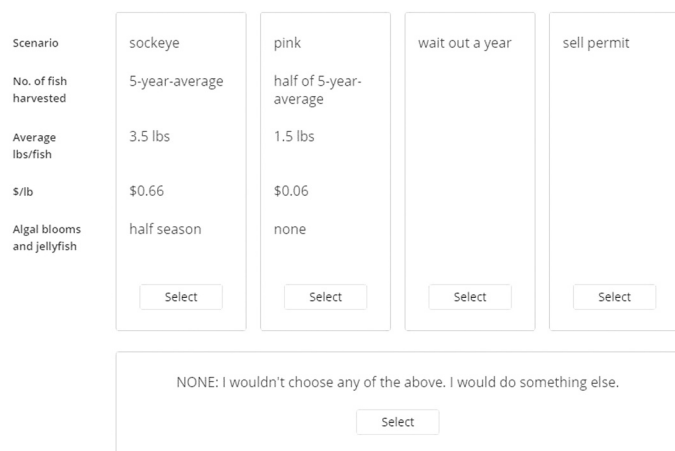 Scenario
sockeye
pink
wait out a year
sell permit
No. of fish
harvested
5-year-average
half of 5-year-
average
Average
lbs/fish
3.5 lbs
1.5 lbs
$/lb
$0.66
$0.06
Algal blooms
and jellyfish
half season
none
Select
Select
Select
Select
NONE: I wouldn't choose any of the above. I would do something else.
Select